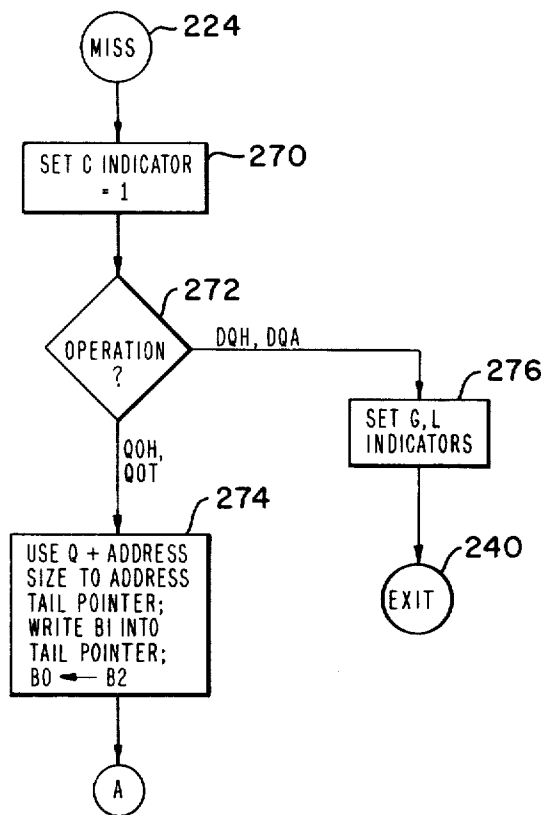 MISS
224
SET C INDICATOR
= 1
270
OPERATION
?
272
DQH, DQA
QOH,
QOT
SET G, L
INDICATORS
276
USE Q + ADDRESS
SIZE TO ADDRESS
TAIL POINTER;
WRITE B1 INTO
TAIL POINTER;
B0 ← B2
274
EXIT
240
A